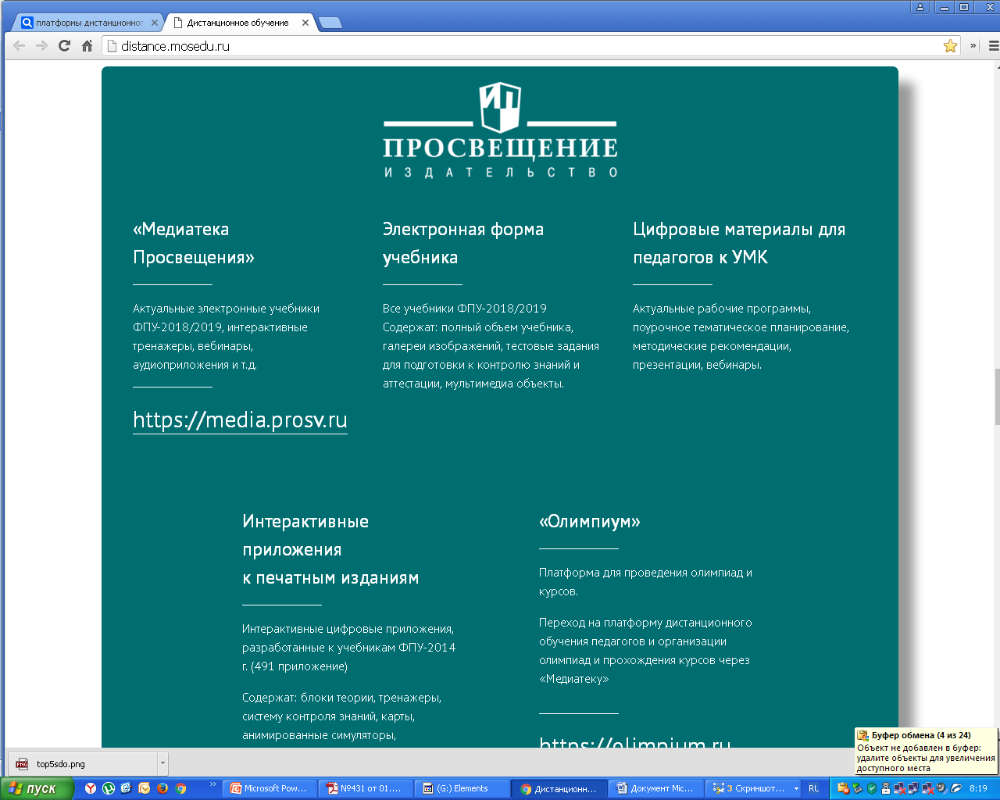 платформы дистанционног
Дистанционное обучение
distance.mosedu.ru
»
ИП
ПРОСВЕЩЕНИЕ
ИЗДАТЕЛЬСТВО
«Медиатека
Просвещения»
Актуальные электронные учебники
ФПУ-2018/2019, интерактивные
тренажеры, вебинары,
аудиоприложения и т.д.
https://media.prosv.ru
Электронная форма
учебника
Все учебники ФПУ-2018/2019
Содержат: полный объем учебника,
галереи изображений, тестовые задания
для подготовки к контролю знаний и
аттестации, мультимедиа объекты.
Цифровые материалы для
педагогов к УМК
Актуальные рабочие программы,
поурочное тематическое планирование,
методические рекомендации,
презентации, вебинары.
Интерактивные
приложения
к печатным изданиям
Интерактивные цифровые приложения,
разработанные к учебникам ФПУ-2014
г. (491 приложение)
Содержат: блоки теории, тренажеры,
систему контроля знаний, карты,
анимированные симуляторы,
«Олимпиум»
Платформа для проведения олимпиад и
курсов.
Переход на платформу дистанционного
обучения педагогов и организации
олимпиад и прохождения курсов через
«Медиатеку»
https://olimpium.ru
Буфер обмена (4 из 24)
Объект не добавлен в буфер:
удалите объекты для увеличения
доступного места
top5sdo.png
пуск
»
Microsoft Pow...
№431 от 01....
(G:) Elements
Дистанционн...
Документ Mic...
3 Скриншот...
RL
8:19